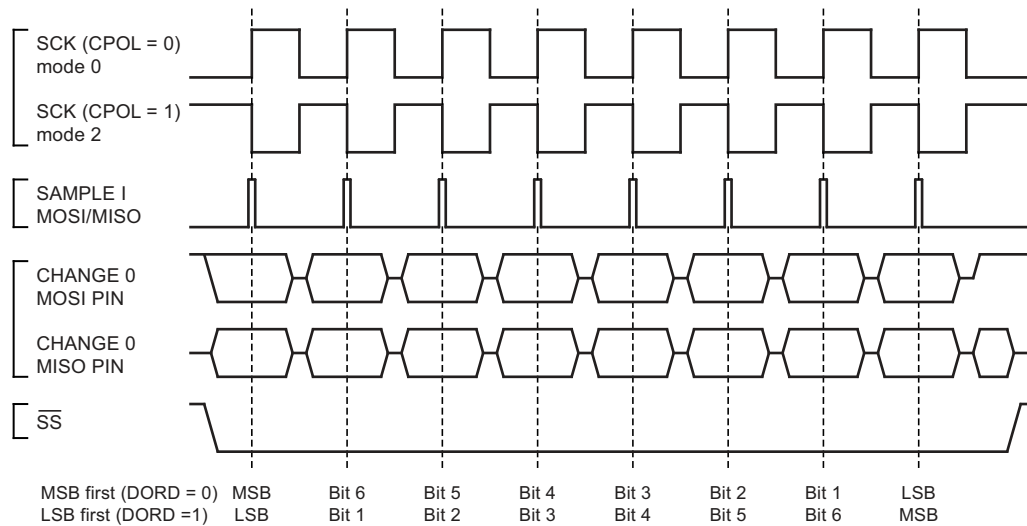 SCK (CPOL = 0)
mode 0
SCK (CPOL = 1)
mode 2
SAMPLE I
MOSI/MISO
CHANGE 0
MOSI PIN
CHANGE 0
MISO PIN
SS
MSB first (DORD = 0) MSB Bit 6 Bit 5 Bit 4 Bit 3 Bit 2 Bit 1 LSB
LSB first (DORD =1) LSB Bit 1 Bit 2 Bit 3 Bit 4 Bit 5 Bit 6 MSB